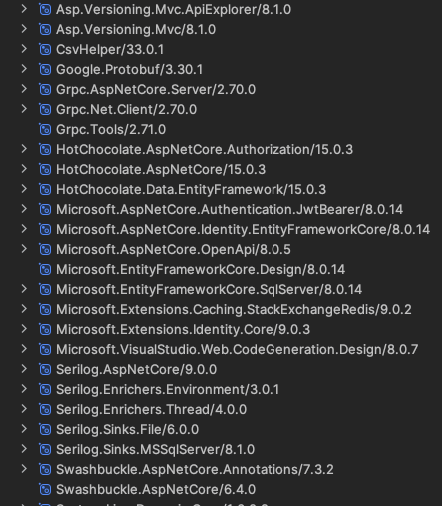 Asp.Versioning.Mvc.ApiExplorer/8.1.0
Asp.Versioning.Mvc/8.1.0
CsvHelper/33.0.1
Google.Protobuf/3.30.1
Grpc.AspNetCore.Server/2.70.0
Grpc.Net.Client/2.70.0
Grpc.Tools/2.71.0
HotChocolate.AspNetCore.Authorization/15.0.3
HotChocolate.AspNetCore/15.0.3
HotChocolate.Data.EntityFramework/15.0.3
Microsoft.AspNetCore.Authentication.JwtBearer/8.0.14
Microsoft.AspNetCore.Identity.EntityFrameworkCore/8.0.14
Microsoft.AspNetCore.OpenApi/8.0.5
Microsoft.EntityFrameworkCore.Design/8.0.14
Microsoft.EntityFrameworkCore.SqlServer/8.0.14
Microsoft.Extensions.Caching.StackExchangeRedis/9.0.2
Microsoft.Extensions.Identity.Core/9.0.3
Microsoft.VisualStudio.Web.CodeGeneration.Design/8.0.7
Serilog.AspNetCore/9.0.0
Serilog.Enrichers.Environment/3.0.1
Serilog.Enrichers.Thread/4.0.0
Serilog.Sinks.File/6.0.0
Serilog.Sinks.MSSqlServer/8.1.0
Swashbuckle.AspNetCore.Annotations/7.3.2
Swashbuckle.AspNetCore/6.4.0